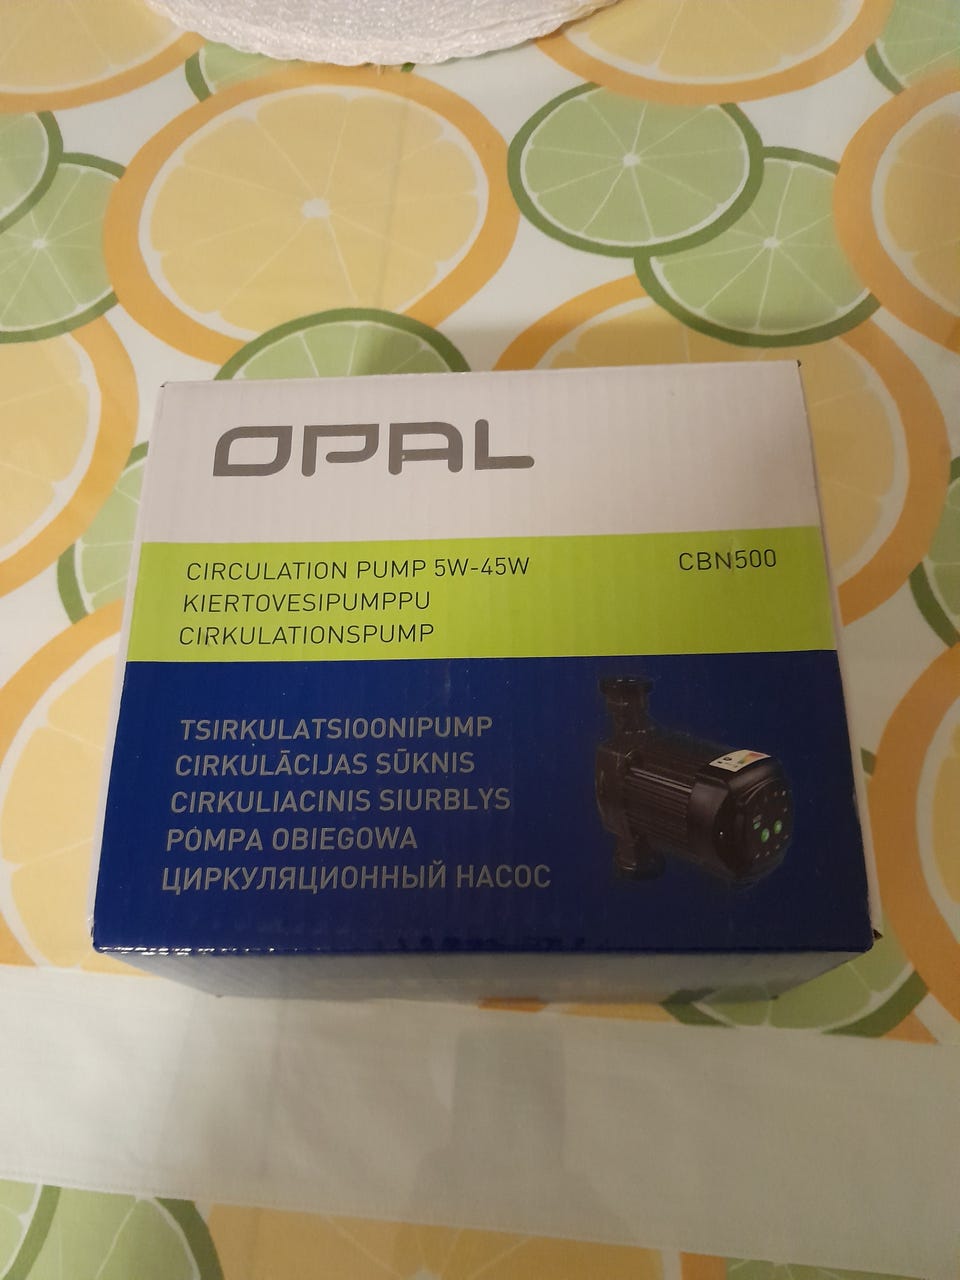 OPAL
CIRCULATION PUMP 5W-45W
CBN500
KIERTOVESIPUMPPU
CIRKULATIONSPUMP
TSIRKULATSIOONIPUMP
CIRKULĀCIJAS SŪKNIS
CIRKULIACINIS SIURBLYS
POMPA OBIEGOWA
ЦИРКУЛЯЦИОННЫЙ НАСОС